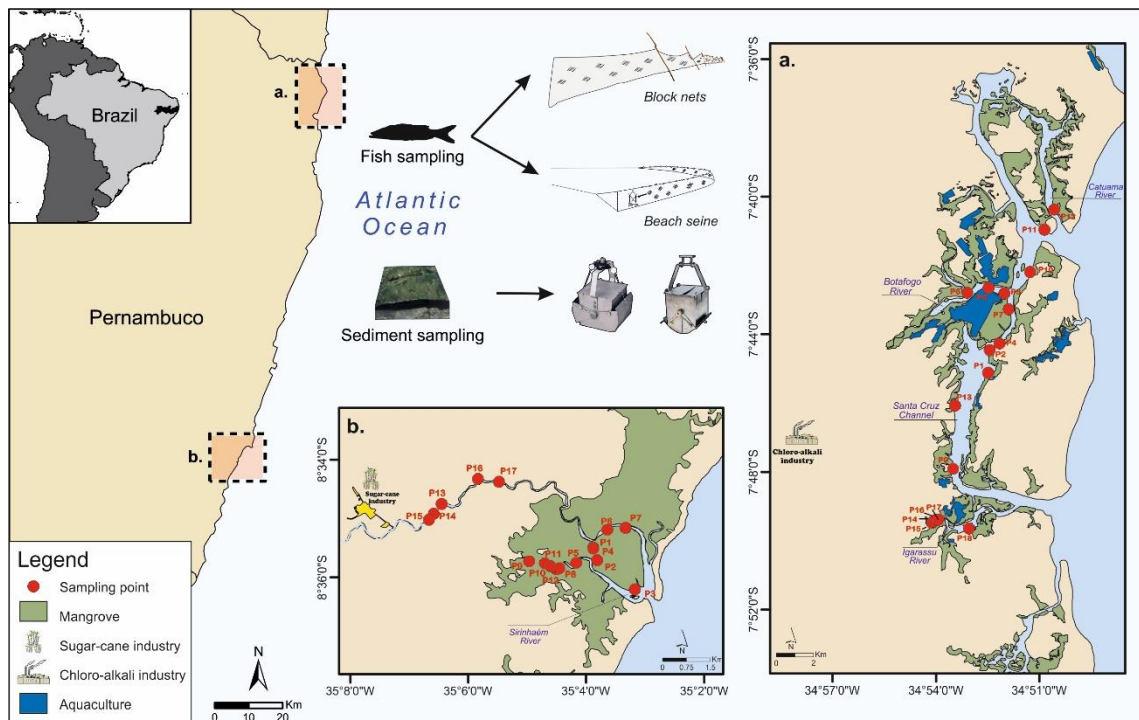 Brazil
Pernambuco
a.
b.
Fish sampling
Atlantic
Ocean
Block nets
Beach seine
Sediment sampling
Legend
Sampling point
Mangrove
Sugar-cane industry
Chloro-alkali industry
Aquaculture
N
Km
0 10 20
b.
8°34'0"S
8°36'0"S
Sugar-cane
industry
P16
P17
P13
P15
P14
P7
P1
P11
P5
P4
P9
P10
P8
P2
P3
Sirinhaém
River
N
Km
0 0.75 1.5
35°8'0"W
35°6'0"W
35°4'0"W
35°2'0"W
a.
7°36'0"S
7°40'0"S
7°44'0"S
7°48'0"S
7°52'0"S
Catuama
River
P11
Botafogo
River
P7
P4
P2
P1
P13
Santa Cruz
Channel
Chloro-alkali
industry
P16
P17
P14
P15
P18
Igarassu
River
N
Km
0 1 2
34°57'0"W
34°54'0"W
34°51'0"W